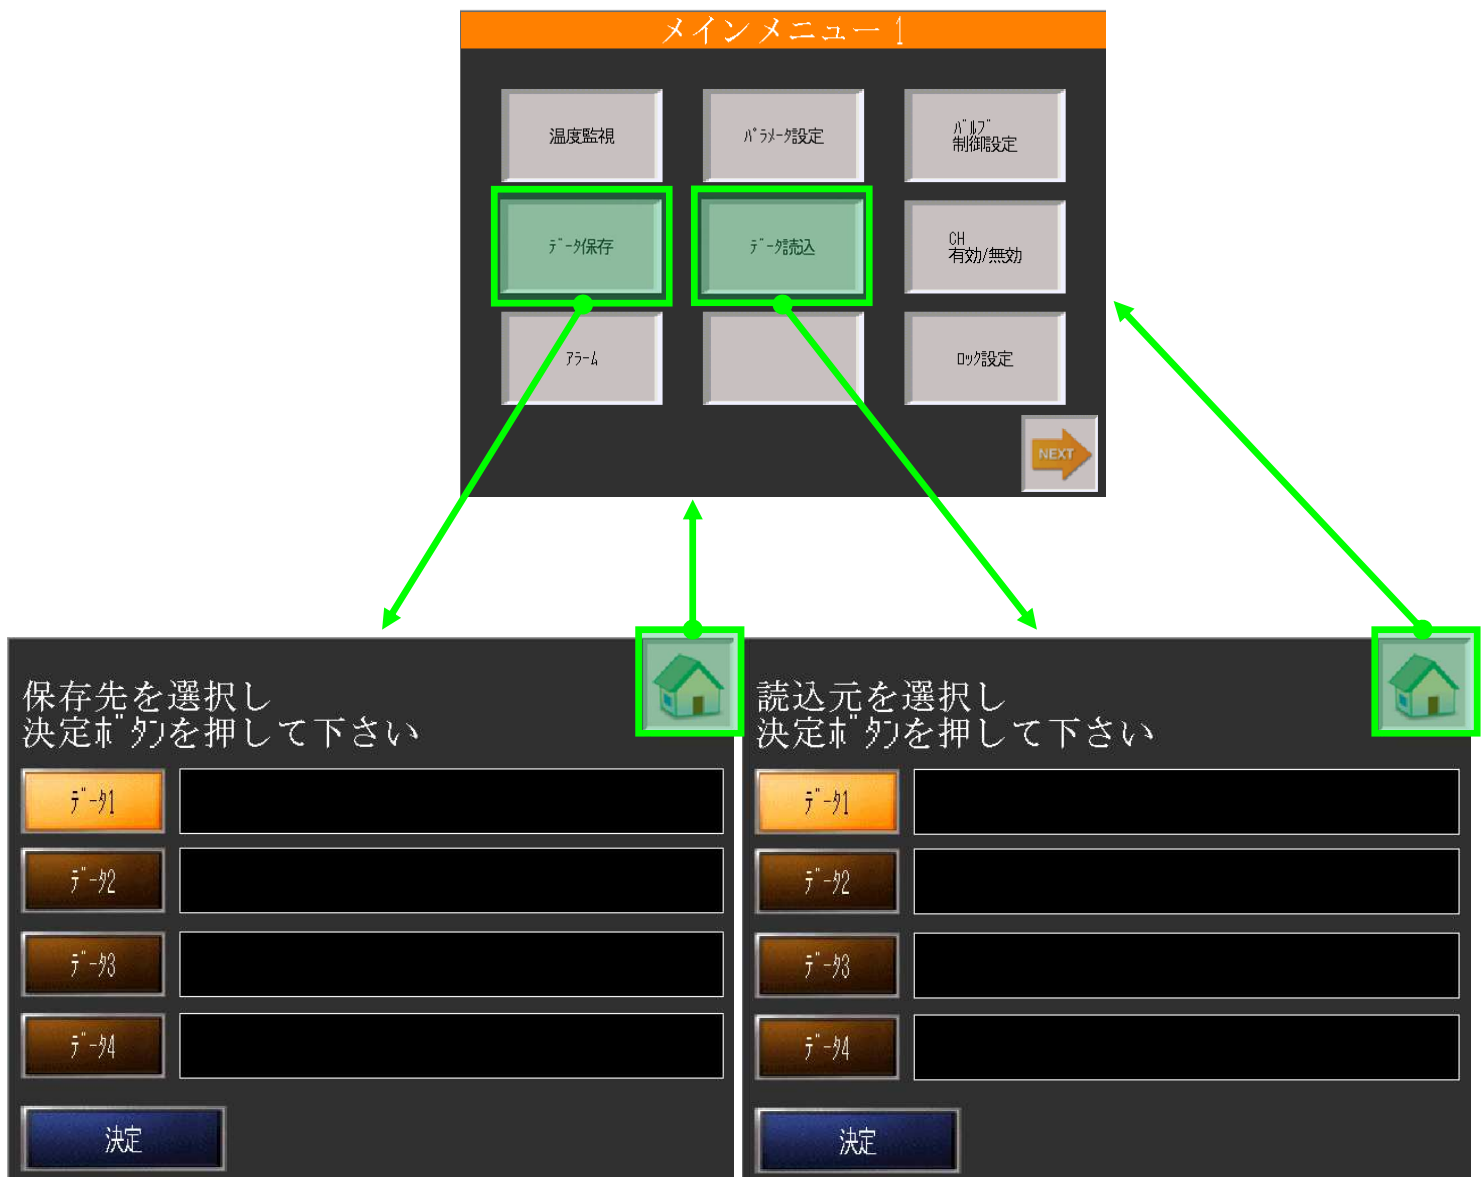 メインメニュー1
温度監視
ﾊﾟﾗﾒｰﾀ設定
ﾊﾞﾙﾌﾞ
制御設定
ﾃﾞｰﾀ保存
ﾃﾞｰﾀ読込
CH
有効/無効
ｱﾗｰﾑ
ﾛｯｸ設定
NEXT
保存先を選択し
決定ﾎﾞﾀﾝを押して下さい
ﾃﾞｰﾀ1
ﾃﾞｰﾀ2
ﾃﾞｰﾀ3
ﾃﾞｰﾀ4
決定
読込元を選択し
決定ﾎﾞﾀﾝを押して下さい
ﾃﾞｰﾀ1
ﾃﾞｰﾀ2
ﾃﾞｰﾀ3
ﾃﾞｰﾀ4
決定